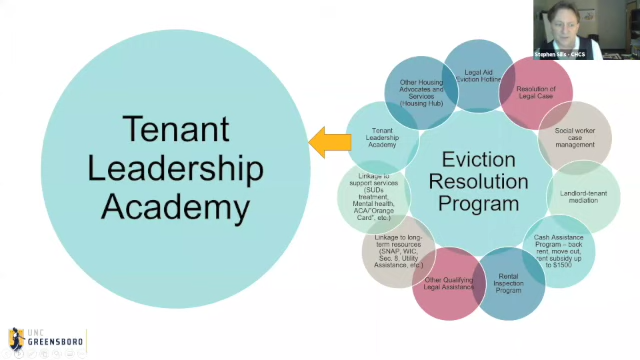 Stephen Sills - CHCS
Tenant
Leadership
Academy
Eviction
Resolution
Program
Legal Aid
Eviction Hotline
Resolution of
Legal Case
Social worker
case
management
Landlord-tenant
mediation
Cash Assistance
Program – back
rent, move out,
rent subsidy up
to $1500
Rental
Inspection
Program
Other Qualifying
Legal Assistance
Linkage to long-
term resources
(SNAP, WIC,
Sec. 8, Utility
Assistance, etc.)
Linkage to
support services
(SUDs
treatment,
Mental health,
ACA/"Orange
Card", etc.)
Tenant
Leadership
Academy
Other Housing
Advocates and
Services
(Housing Hub)
UNC
GREENSBORO